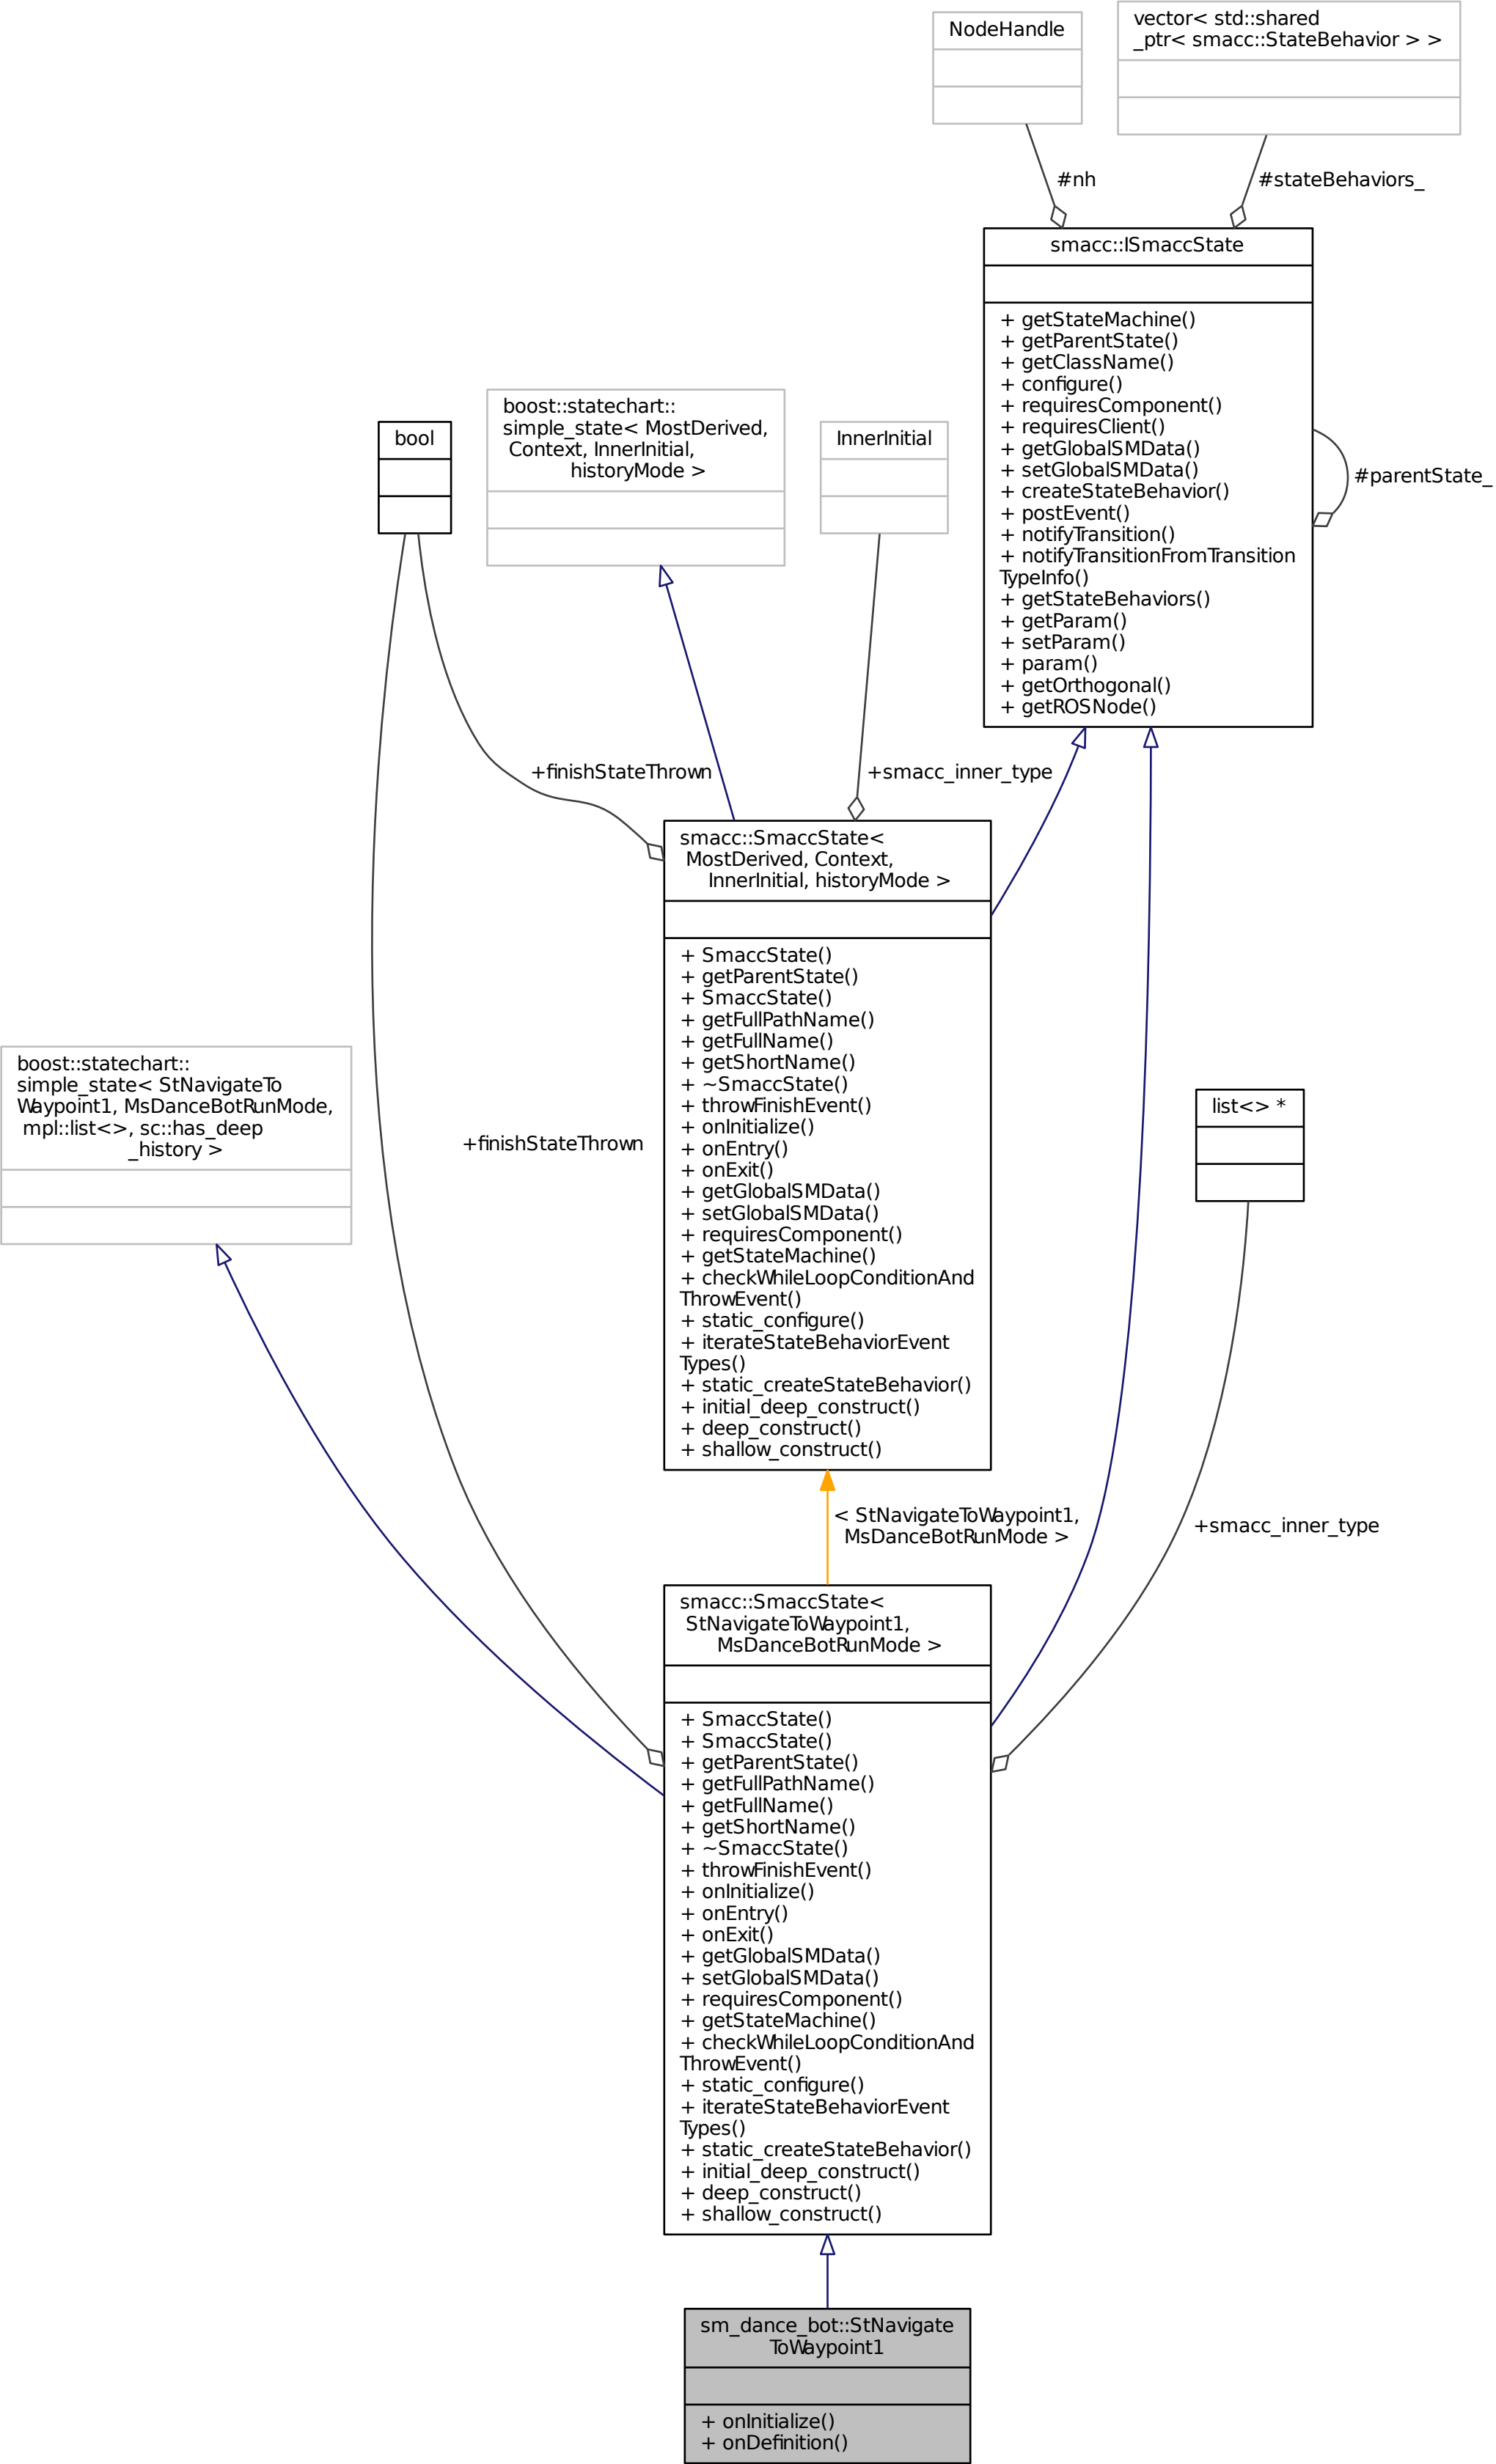 NodeHandle
vector< std::shared
_ptr< smacc::StateBehavior > >
#nh
#stateBehaviors_
smacc::ISmaccState
+ getStateMachine()
+ getParentState()
+ getClassName()
+ configure()
+ requiresComponent()
+ requiresClient()
+ getGlobalSMData()
+ setGlobalSMData()
+ createStateBehavior()
+ postEvent()
+ notifyTransition()
+ notifyTransitionFromTransition
TypeInfo()
+ getStateBehaviors()
+ getParam()
+ setParam()
+ param()
+ getOrthogonal()
+ getROSNode()
#parentState_
bool
boost::statechart::
simple_state< MostDerived,
Context, InnerInitial,
historyMode >
InnerInitial
+finishStateThrown
+smacc_inner_type
smacc::SmaccState<
MostDerived, Context,
InnerInitial, historyMode >
+ SmaccState()
+ getParentState()
+ SmaccState()
+ getFullPathName()
+ getFullName()
+ getShortName()
+ ~SmaccState()
+ throwFinishEvent()
+ onInitialize()
+ onEntry()
+ onExit()
+ getGlobalSMData()
+ setGlobalSMData()
+ requiresComponent()
+ getStateMachine()
+ checkWhileLoopConditionAnd
ThrowEvent()
+ static_configure()
+ iterateStateBehaviorEvent
Types()
+ static_createStateBehavior()
+ initial_deep_construct()
+ deep_construct()
+ shallow_construct()
boost::statechart::
simple_state< StNavigateTo
Waypoint1, MsDanceBotRunMode,
mpl::list<>, sc::has_deep
_history >
+finishStateThrown
list<> *
< StNavigateToWaypoint1,
MsDanceBotRunMode >
+smacc_inner_type
smacc::SmaccState<
StNavigateToWaypoint1,
MsDanceBotRunMode >
+ SmaccState()
+ SmaccState()
+ getParentState()
+ getFullPathName()
+ getFullName()
+ getShortName()
+ ~SmaccState()
+ throwFinishEvent()
+ onInitialize()
+ onEntry()
+ onExit()
+ getGlobalSMData()
+ setGlobalSMData()
+ requiresComponent()
+ getStateMachine()
+ checkWhileLoopConditionAnd
ThrowEvent()
+ static_configure()
+ iterateStateBehaviorEvent
Types()
+ static_createStateBehavior()
+ initial_deep_construct()
+ deep_construct()
+ shallow_construct()
sm_dance_bot::StNavigate
ToWaypoint1
+ onInitialize()
+ onDefinition()